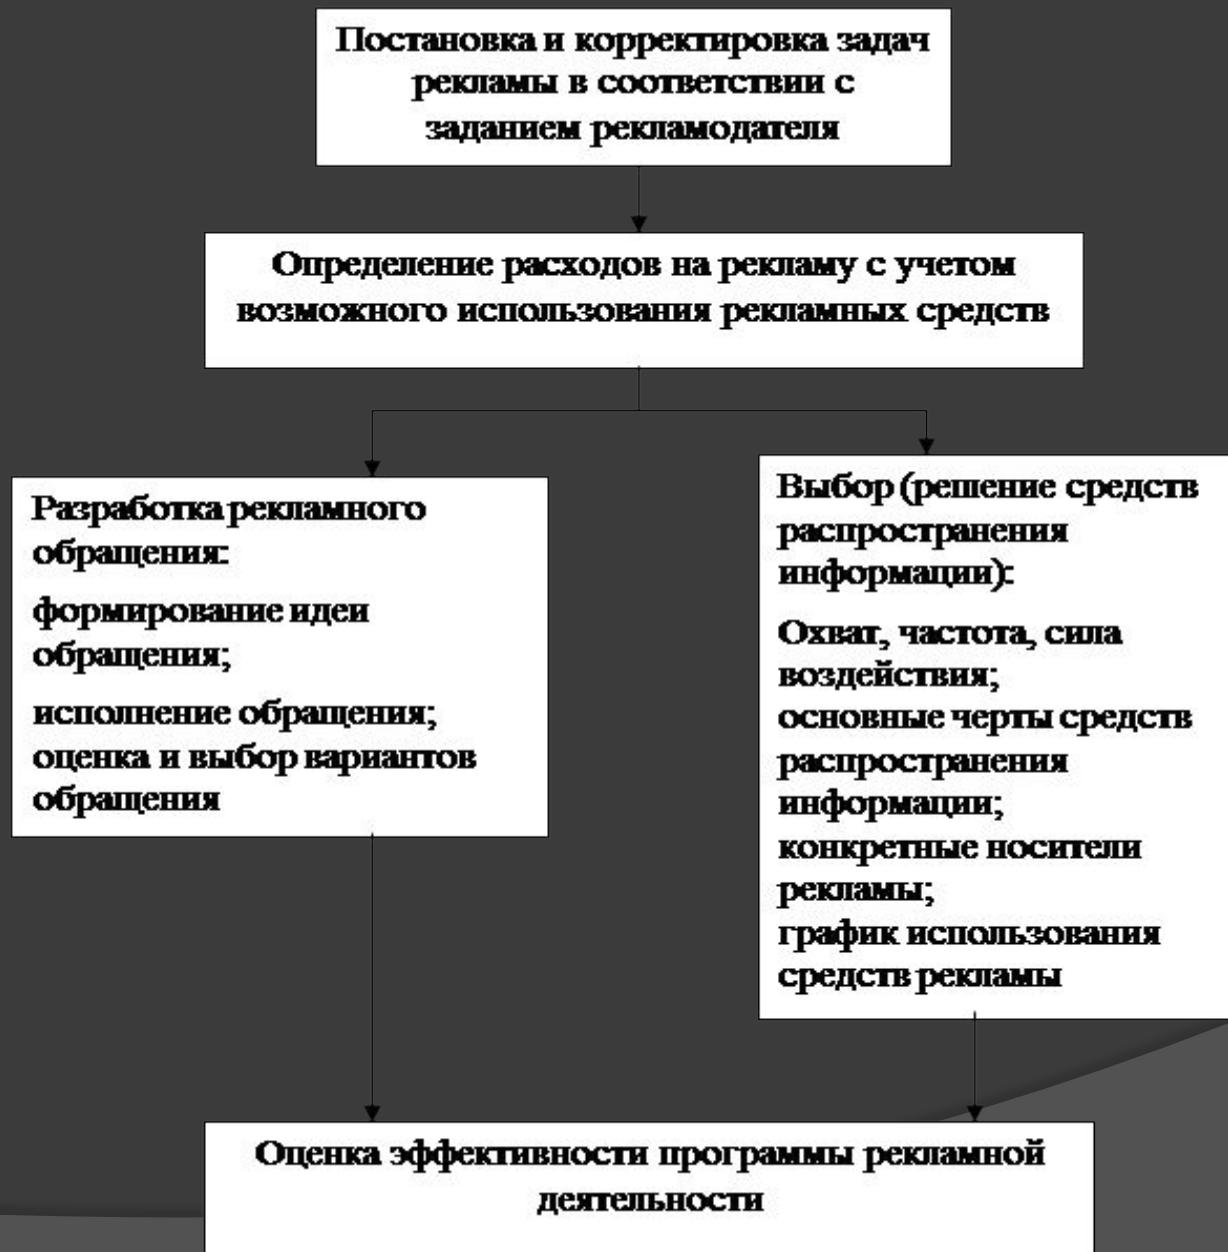 Постановка и корректировка задач
рекламы в соответствии с
заданием рекламодателя
Определение расходов на рекламу с учетом
возможного использования рекламных средств
Разработка рекламного
обращения:
формирование идеи
обращения;
исполнение обращения;
оценка и выбор вариантов
обращения
Выбор (решение средств
распространения
информации):
Охват, частота, сила
воздействия;
основные черты средств
распространения
информации;
конкретные носители
рекламы;
график использования
средств рекламы
Оценка эффективности программы рекламной
деятельности